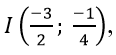 I (-3/2 ; -1/4),